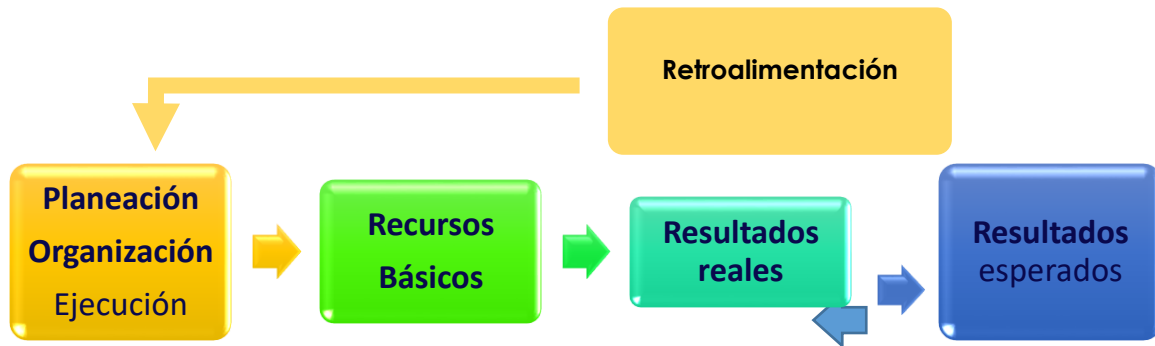 Retroalimentación
Planeación
Organización
Ejecución
Recursos
Básicos
Resultados
reales
Resultados
esperados